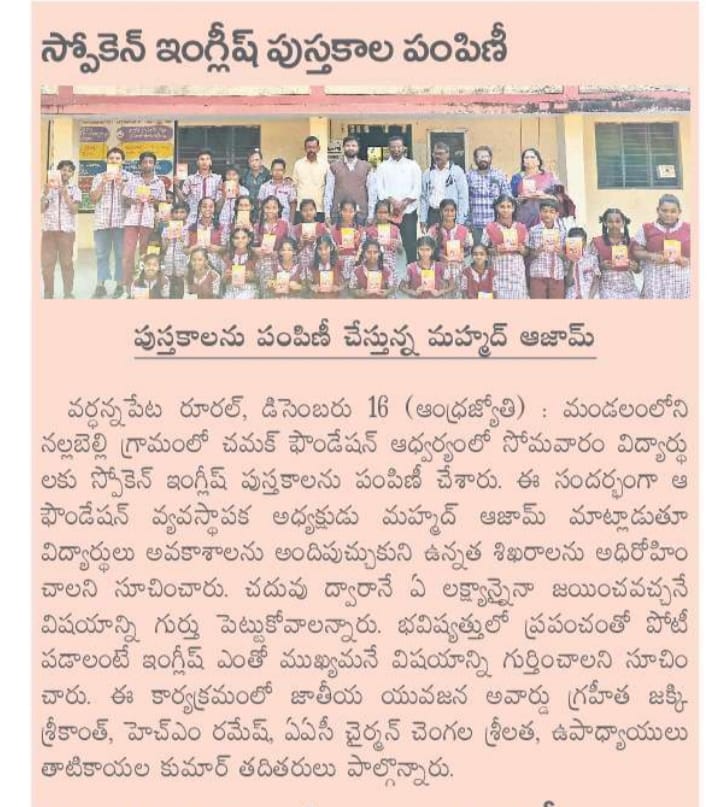 స్పోకెన్ ఇంగ్లీష్ పుస్తకాల పంపిణీ
పుస్తకాలను పంపిణీ చేస్తున్న మహ్మద్ ఆజామ్
వర్ధన్నపేట రూరల్, డిసెంబరు 16 (ఆంధ్రజ్యోతి) : మండలంలోని
నల్లబెల్లి గ్రామంలో చమక్ ఫౌండేషన్ ఆధ్వర్యంలో సోమవారం విద్యార్థు
లకు స్పోకెన్ ఇంగ్లీష్ పుస్తకాలను పంపిణీ చేశారు. ఈ సందర్భంగా ఆ
ఫౌండేషన్ వ్యవస్థాపక అధ్యక్షుడు మహ్మద్ ఆజామ్ మాట్లాడుతూ
విద్యార్థులు అవకాశాలను అందిపుచ్చుకుని ఉన్నత శిఖరాలను అధిరోహిం
చాలని సూచించారు. చదువు ద్వారానే ఏ లక్ష్యాన్నైనా జయించవచ్చనే
విషయాన్ని గుర్తు పెట్టుకోవాలన్నారు. భవిష్యత్తులో ప్రపంచంతో పోటీ
పడాలంటే ఇంగ్లీష్ ఎంతో ముఖ్యమనే విషయాన్ని గుర్తించాలని సూచిం
చారు. ఈ కార్యక్రమంలో జాతీయ యువజన అవార్డు గ్రహీత జక్కి
శ్రీకాంత్, హెచ్ఎం రమేష్, ఏఏసీ చైర్మన్ చెంగల శ్రీలత, ఉపాధ్యాయులు
తాటికాయల కుమార్ తదితరులు పాల్గొన్నారు.